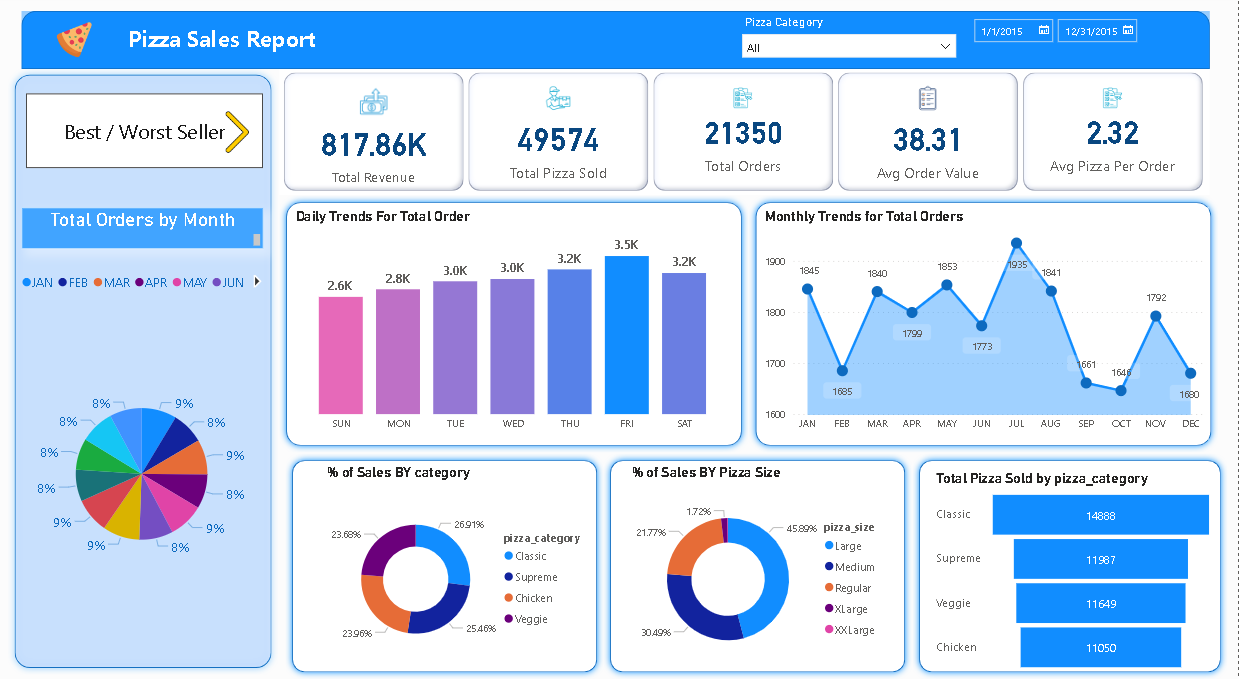 Pizza Sales Report
Pizza Category
All
1/1/2015
12/31/2015
Best / Worst Seller
Total Orders by Month
JAN FEB MAR APR MAY JUN
8%
9%
8%
8%
8%
9%
8%
8%
9%
9%
9%
8%
817.86K
Total Revenue
49574
Total Pizza Sold
21350
Total Orders
38.31
Avg Order Value
2.32
Avg Pizza Per Order
Daily Trends For Total Order
2.6K
2.8K
3.0K
3.0K
3.2K
3.5K
3.2K
SUN MON TUE WED THU FRI SAT
Monthly Trends for Total Orders
1900
1800
1700
1600
1845
1685
1840
1799
1853
1773
1935
1841
1661
1646
1792
1680
JAN FEB MAR APR MAY JUN JUL AUG SEP OCT NOV DEC
% of Sales BY category
23.68%
26.91%
23.96%
25.46%
pizza_category
Classic
Supreme
Chicken
Veggie
% of Sales BY Pizza Size
1.72%
21.77%
45.89%
30.49%
pizza_size
Large
Medium
Regular
XLarge
XXLarge
Total Pizza Sold by pizza_category
Classic 14888
Supreme 11987
Veggie 11649
Chicken 11050